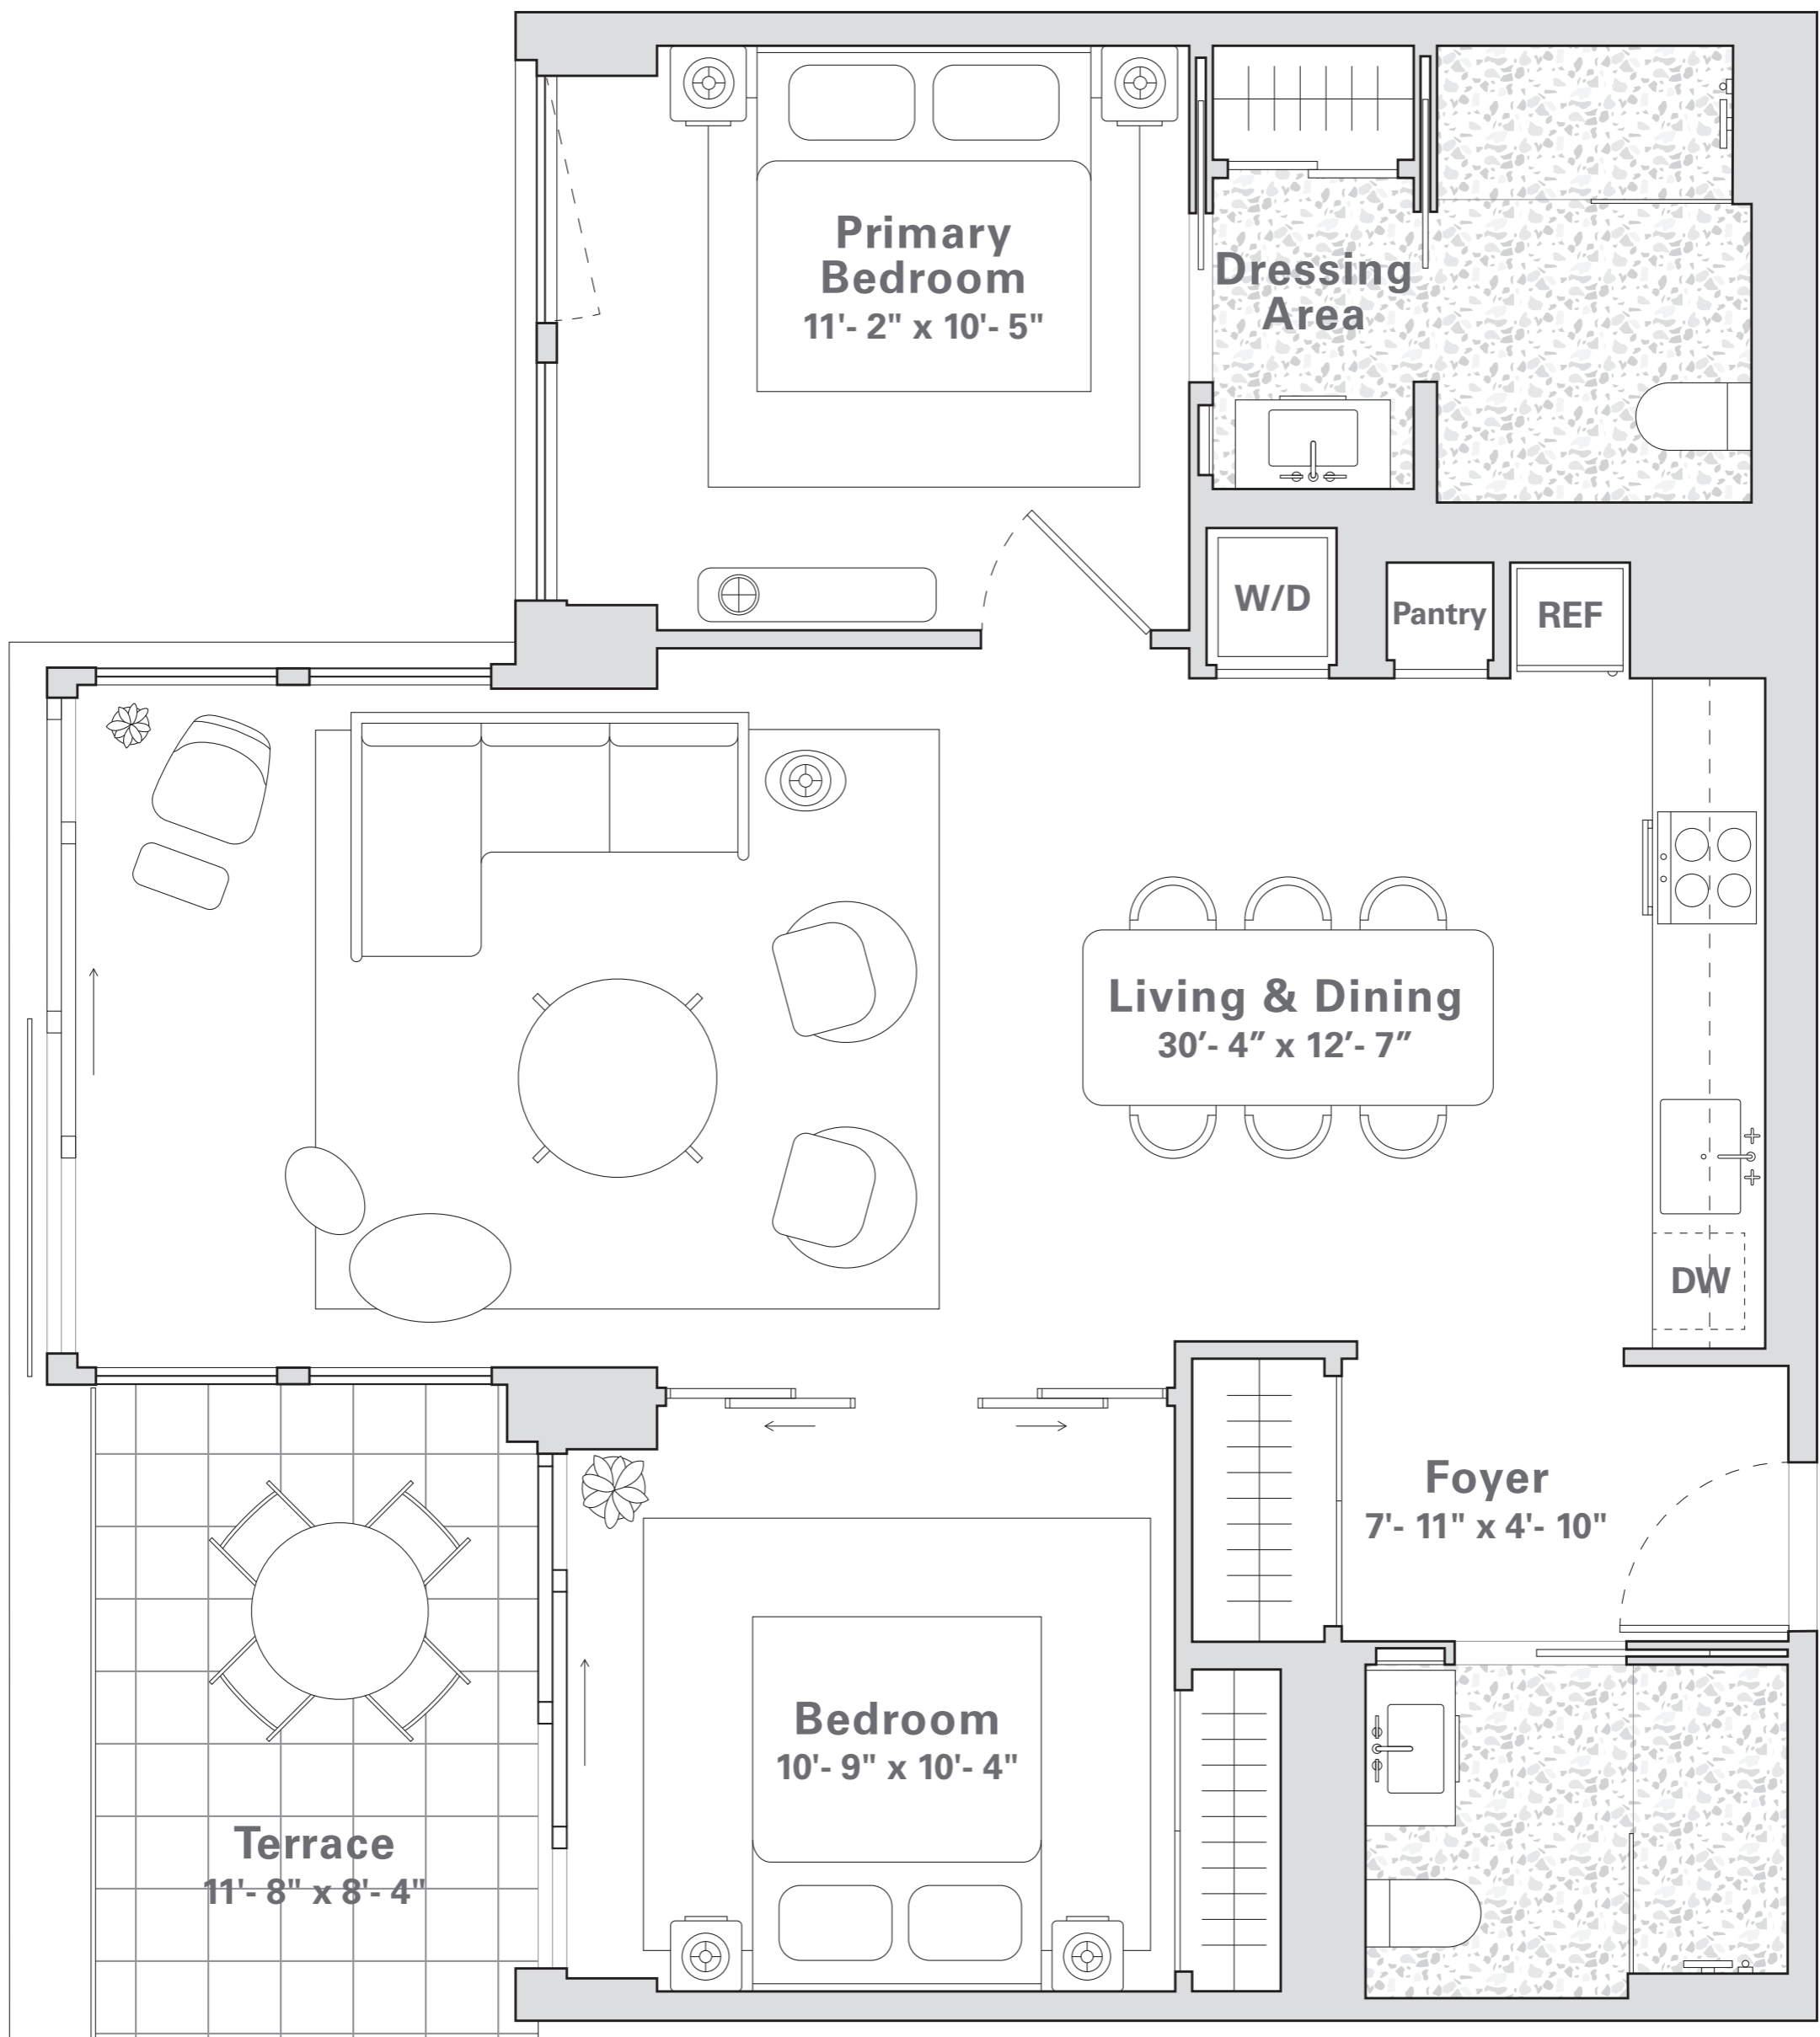 Primary
Bedroom
11'- 2" x 10'- 5"
Dressing
Area
W/D
Pantry
REF
Living & Dining
30′- 4″ x 12′- 7″
DW
Foyer
7'- 11" x 4'- 10"
Bedroom
10'- 9" x 10'- 4"
Terrace
11'- 8" x 8'- 4"